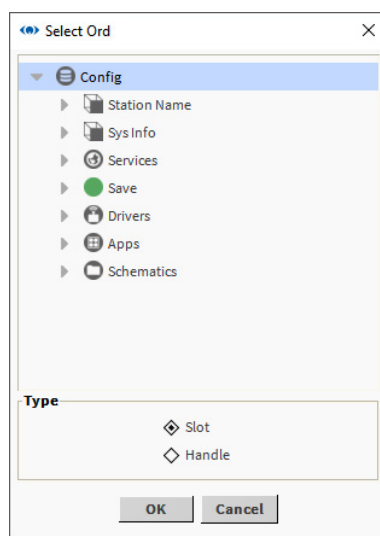 Select Ord
Config
Station Name
Sys Info
Services
Save
Drivers
Apps
Schematics
Type
Slot
Handle
OK Cancel